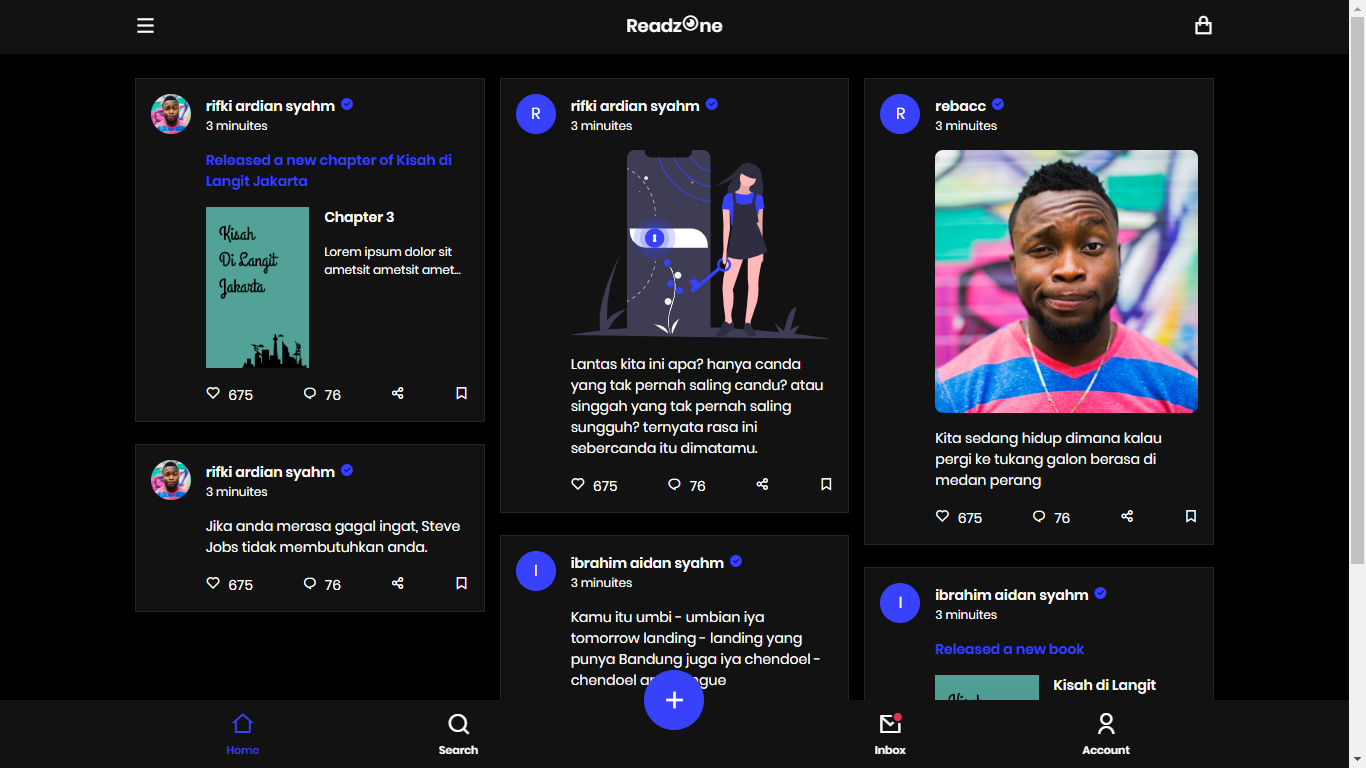 Readzone
rifki ardian syahm
3 minuites
Released a new chapter of Kisah di
Langit Jakarta
Kisah
Di Langit
Jakarta
Chapter 3
Lorem ipsum dolor sit
ametsit ametsit amet...
675
76
rifki ardian syahm
3 minuites
Jika anda merasa gagal ingat, Steve
Jobs tidak membutuhkan anda.
675
76
R
rifki ardian syahm
3 minuites
Lantas kita ini apa? hanya canda
yang tak pernah saling candu? atau
singgah yang tak pernah saling
sungguh? ternyata rasa ini
sebercanda itu dimatamu.
675
76
I
ibrahim aidan syahm
3 minuites
Kamu itu umbi - umbian iya
tomorrow landing - landing yang
punya Bandung juga iya chendoel -
chendoel
R
rebacc
3 minuites
Kita sedang hidup dimana kalau
pergi ke tukang galon berasa di
medan perang
675
76
I
ibrahim aidan syahm
3 minuites
Released a new book
Kisah di Langit
Home
Search
+
Inbox
Account